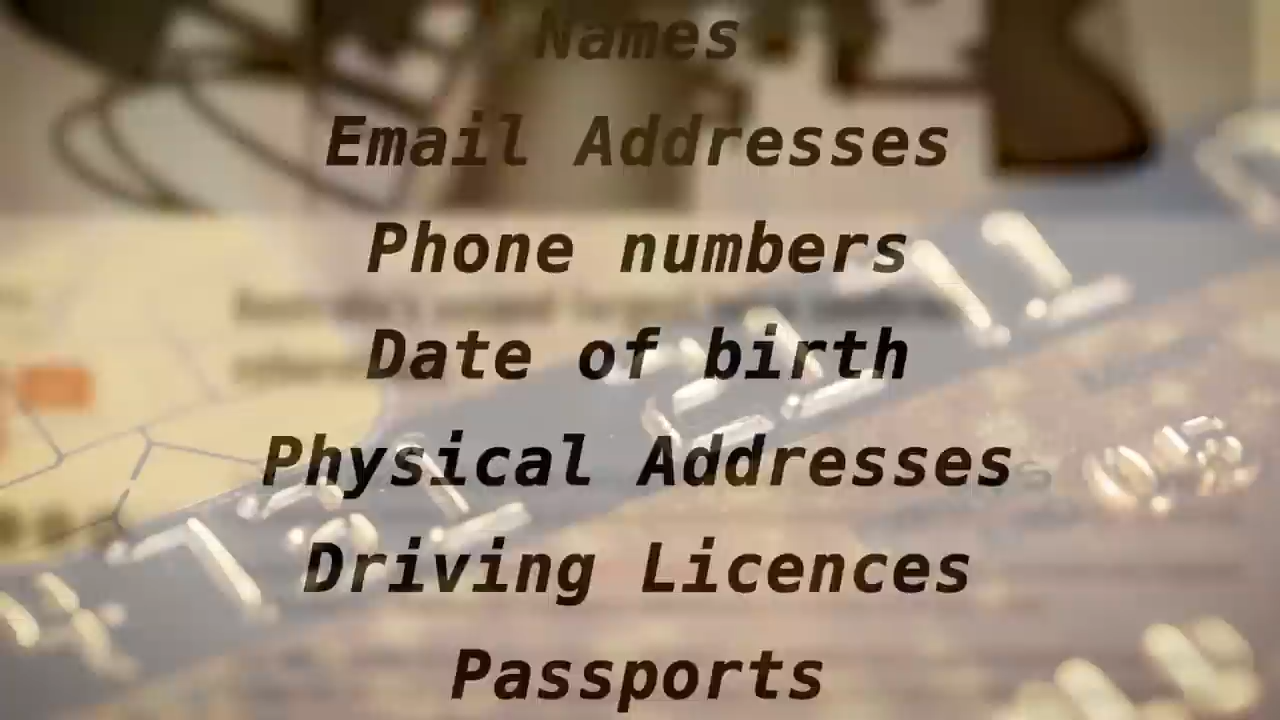 Names
Email Addresses
Phone numbers
Date of birth
Physical Addresses
Driving Licences
Passports